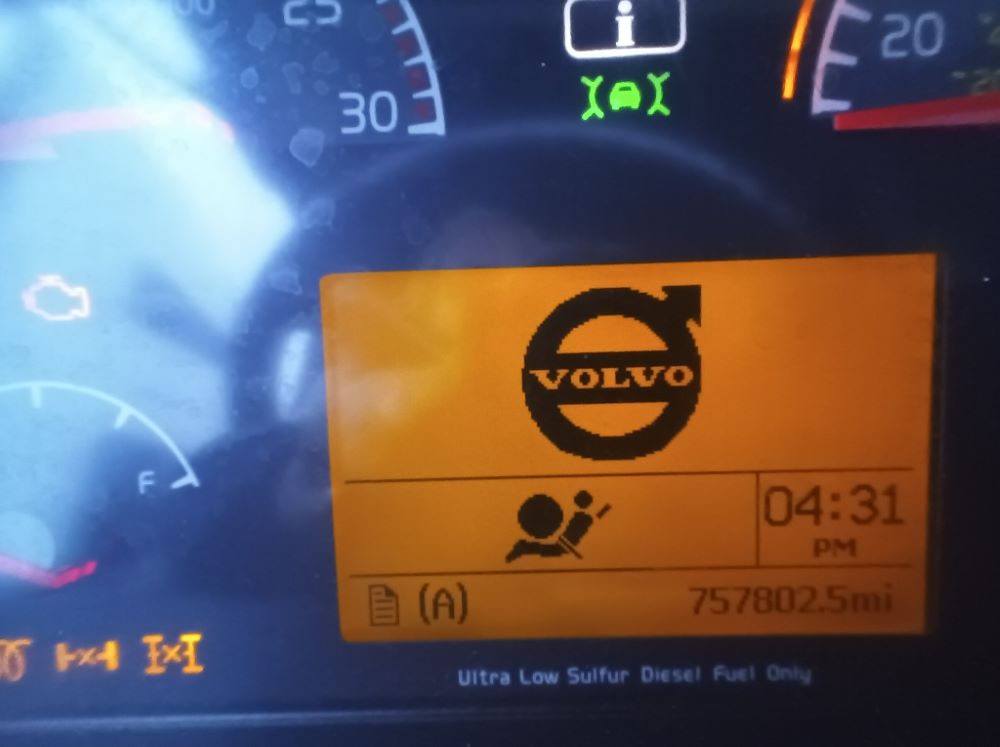 25
30
20
i
VOLVO
F
04:31
PM
(A)
757802.5mi
Ultra Low Sulfur Diesel Fuel Only